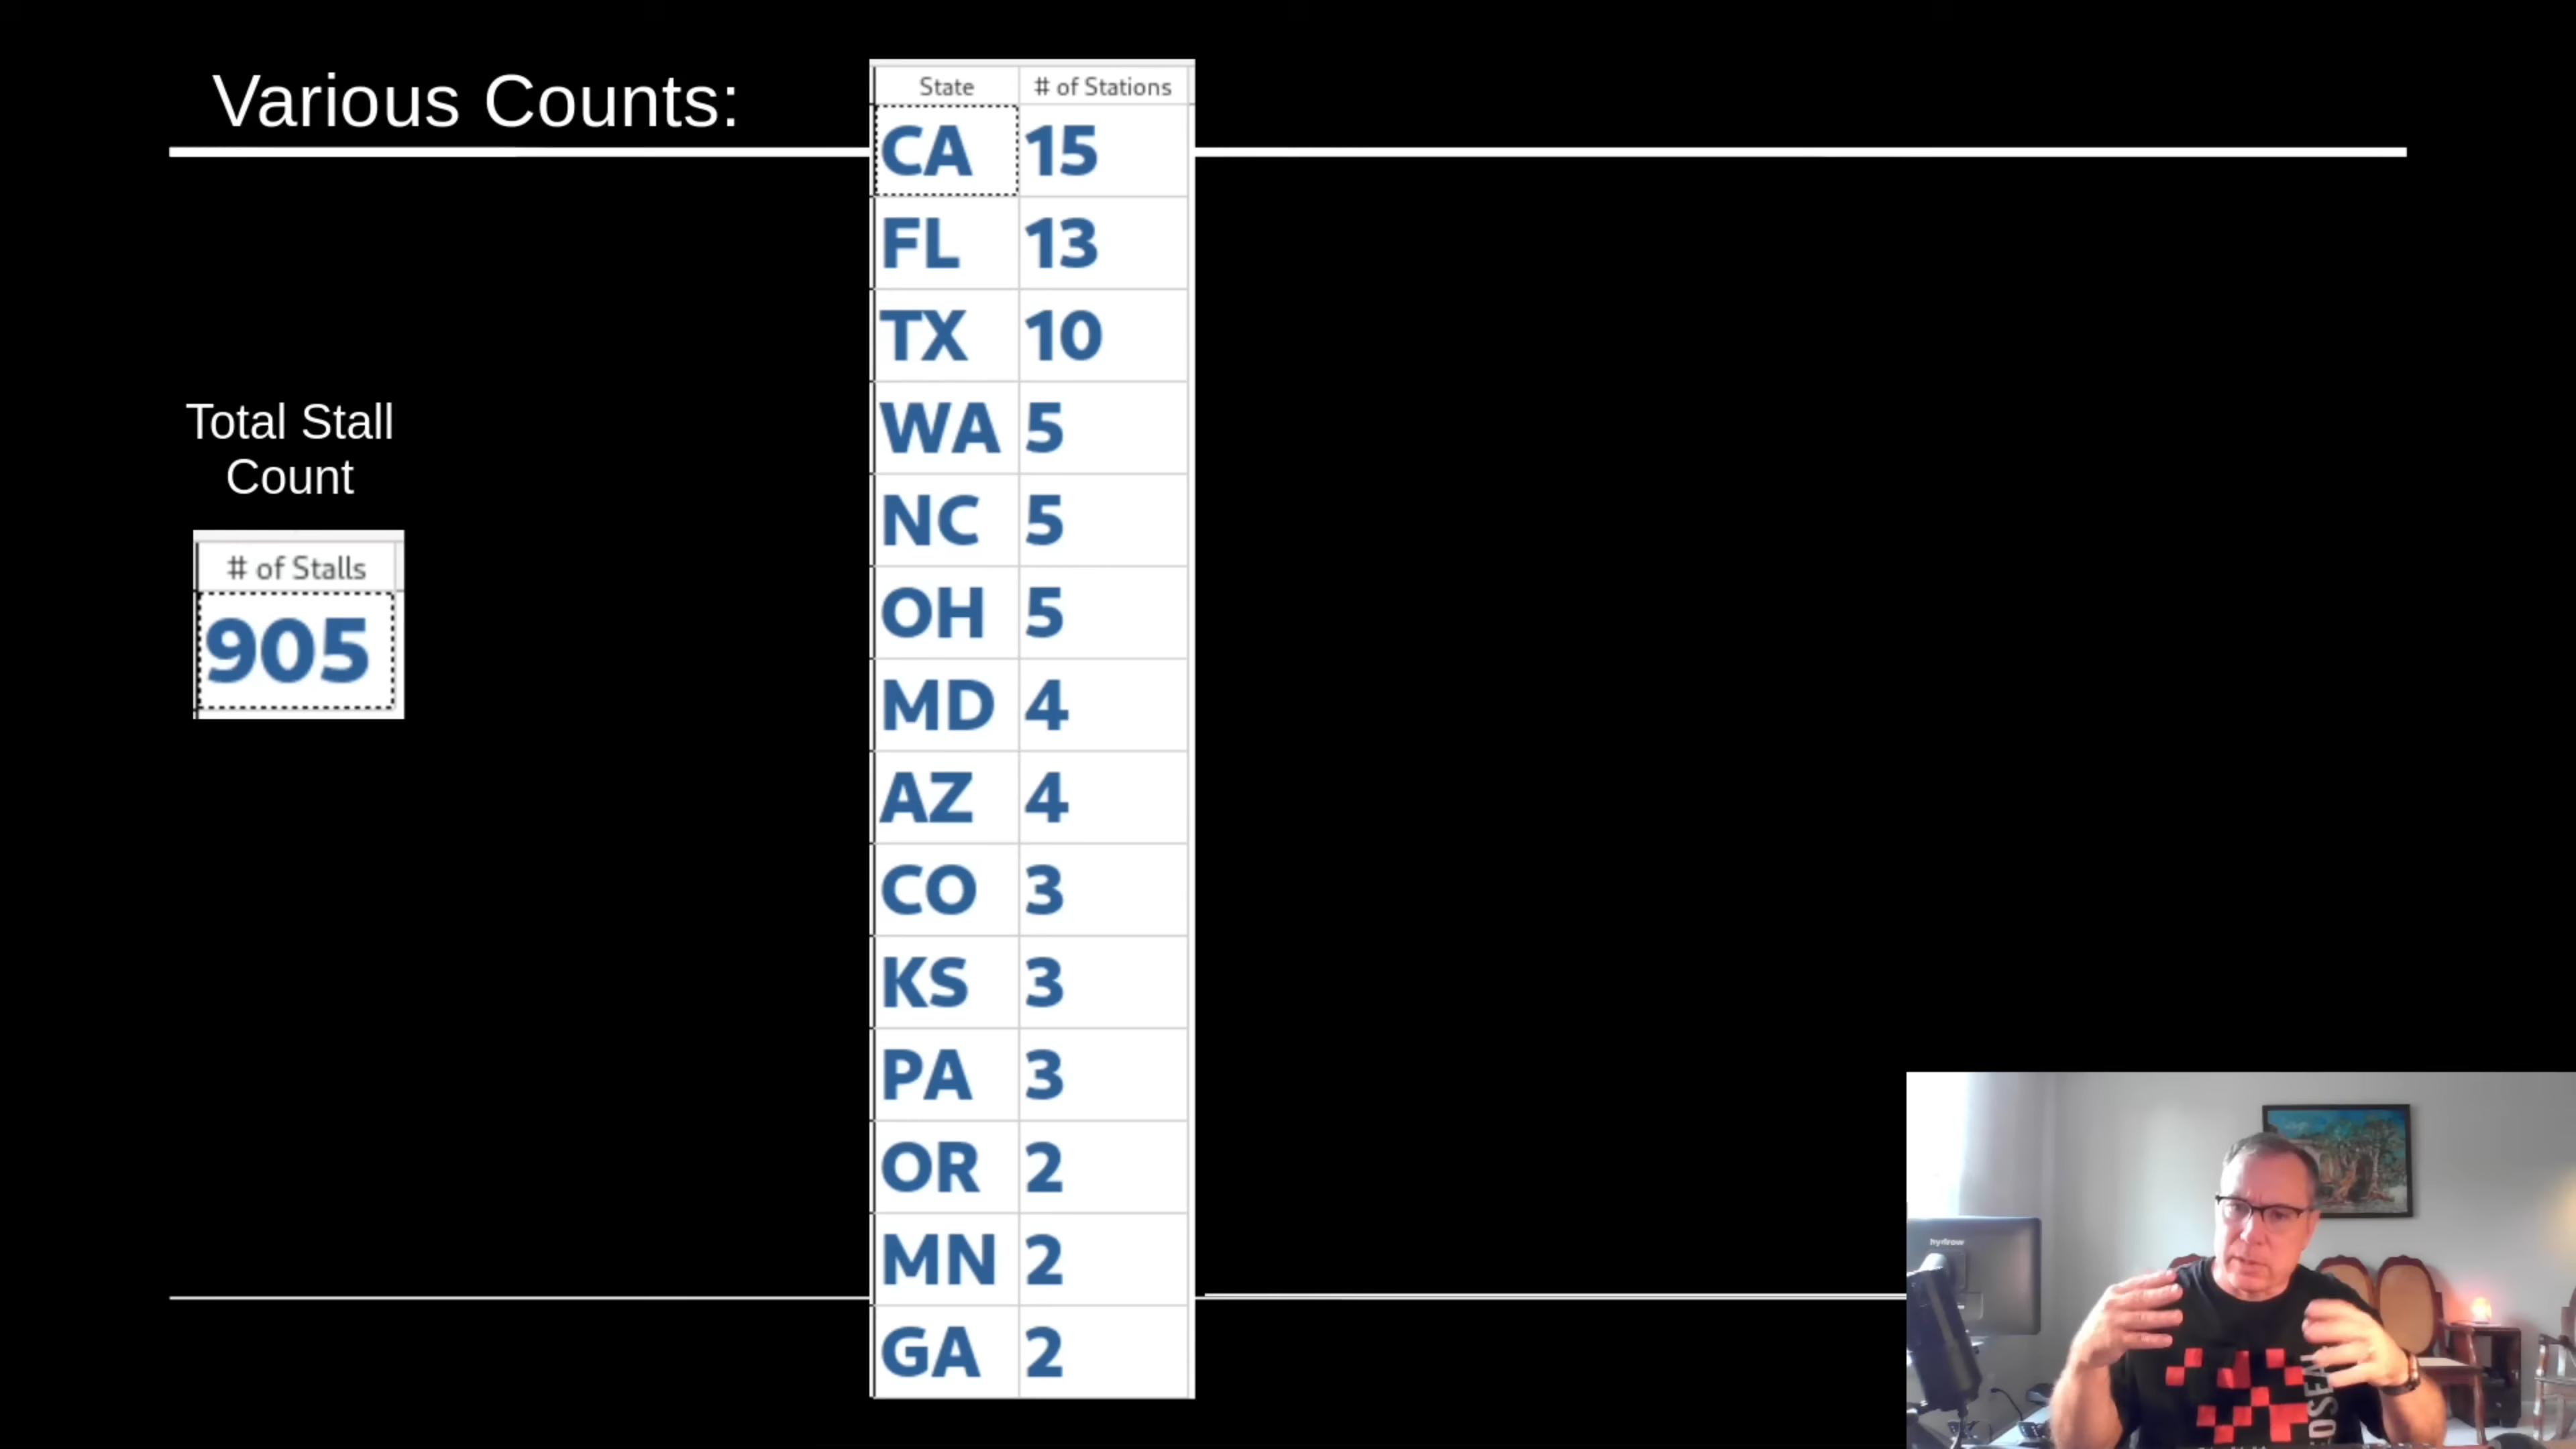 Various Counts:
Total Stall
Count
# of Stalls
905
State # of Stations
CA 15
FL 13
TX 10
WA 5
NC 5
OH 5
MD 4
AZ 4
CO 3
KS 3
PA 3
OR 2
MN 2
GA 2
hydrow